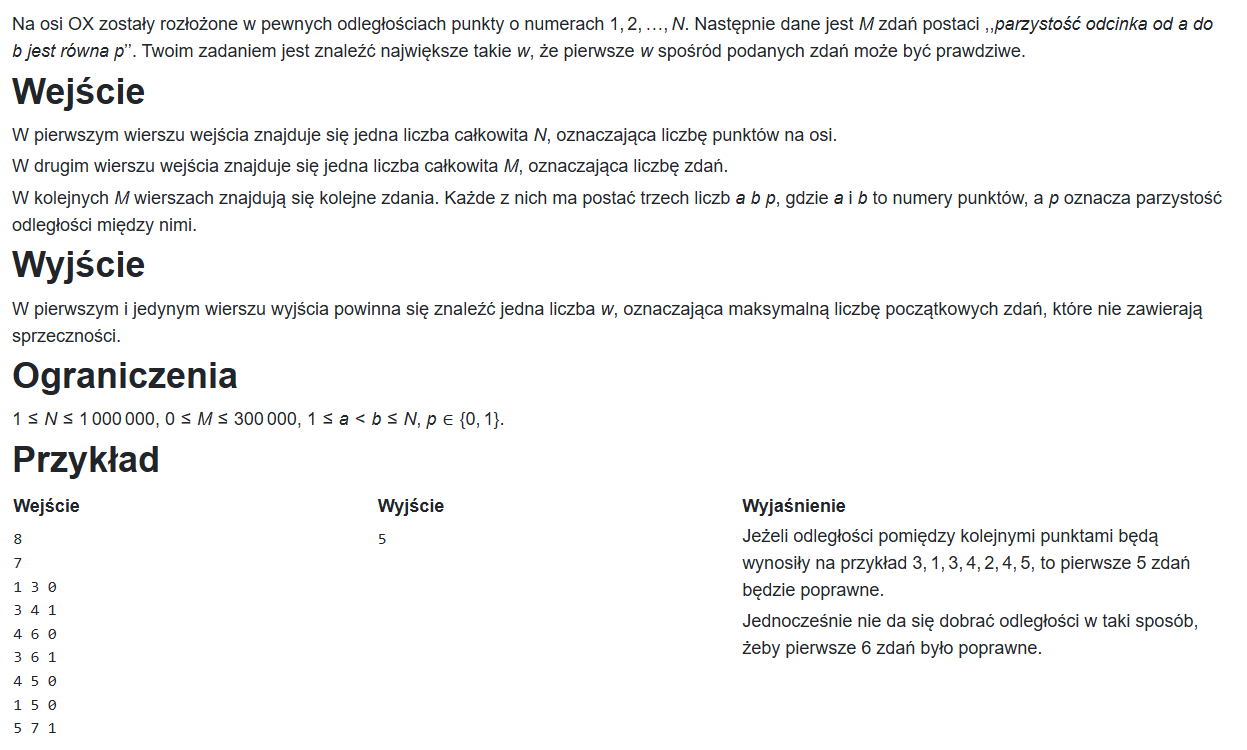 Na osi OX zostały rozłożone w pewnych odległościach punkty o numerach 1, 2, …, N. Następnie dane jest M zdań postaci ,,parzystość odcinka od a do
b jest równa p”. Twoim zadaniem jest znaleźć największe takie w, że pierwsze w spośród podanych zdań może być prawdziwe.
Wejście
W pierwszym wierszu wejścia znajduje się jedna liczba całkowita N, oznaczająca liczbę punktów na osi.
W drugim wierszu wejścia znajduje się jedna liczba całkowita M, oznaczająca liczbę zdań.
W kolejnych M wierszach znajdują się kolejne zdania. Każde z nich ma postać trzech liczb a b p, gdzie a i b to numery punktów, a p oznacza parzystość
odległości między nimi.
Wyjście
W pierwszym i jedynym wierszu wyjścia powinna się znaleźć jedna liczba w, oznaczająca maksymalną liczbę początkowych zdań, które nie zawierają
sprzeczności.
Ograniczenia
1 ≤ N ≤ 1 000 000, 0 ≤ M ≤ 300 000, 1 ≤ a < b ≤ N, p ∈ {0, 1}.
Przykład
Wejście
8
7
1 3 0
3 4 1
4 6 0
3 6 1
4 5 0
1 5 0
5 7 1
Wyjście
5
Wyjaśnienie
Jeżeli odległości pomiędzy kolejnymi punktami będą
wynosiły na przykład 3, 1, 3, 4, 2, 4, 5, to pierwsze 5 zdań
będzie poprawne.
Jednocześnie nie da się dobrać odległości w taki sposób,
żeby pierwsze 6 zdań było poprawne.